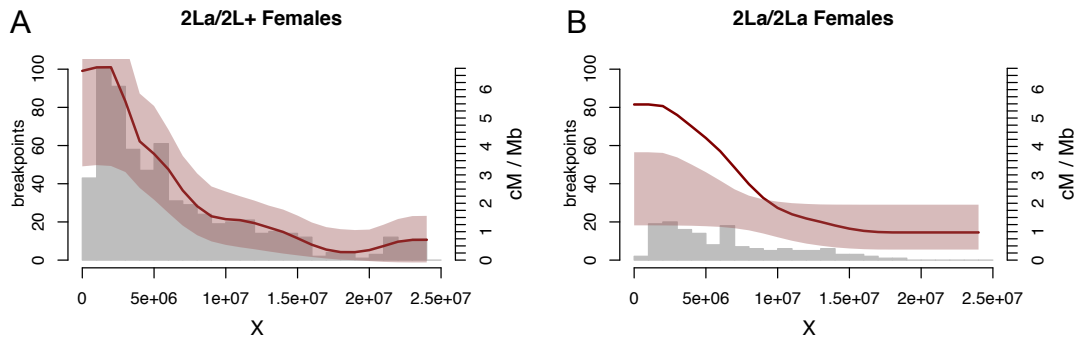 A
2La/2L+ Females
breakpoints
0 20 40 60 80 100
0 1 2 3 4 5 6
cM / Mb
0 5e+06 1e+07 1.5e+07 2e+07 2.5e+07
X
B
2La/2La Females
breakpoints
0 20 40 60 80 100
0 1 2 3 4 5 6
cM / Mb
0 5e+06 1e+07 1.5e+07 2e+07 2.5e+07
X